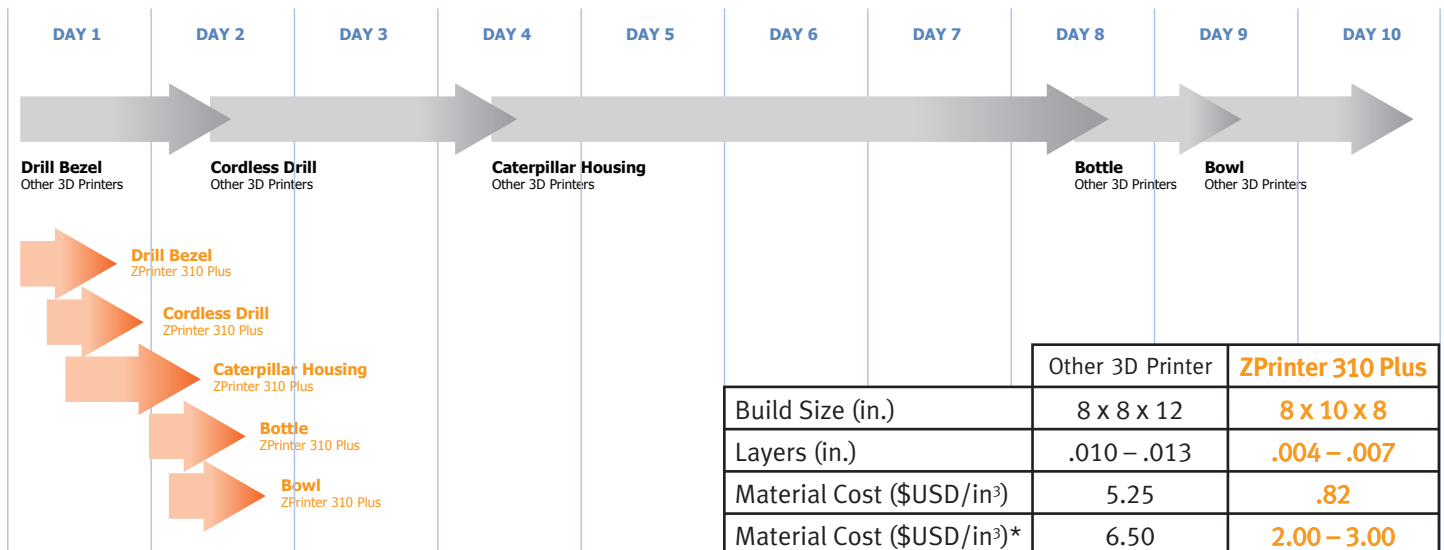 DAY 1 DAY 2 DAY 3 DAY 4 DAY 5 DAY 6 DAY 7 DAY 8 DAY 9 DAY 10
Drill Bezel
Other 3D Printers
Cordless Drill
Other 3D Printers
Caterpillar Housing
Other 3D Printers
Bottle
Other 3D Printers
Bowl
Other 3D Printers
Drill Bezel
ZPrinter 310 Plus
Cordless Drill
ZPrinter 310 Plus
Caterpillar Housing
ZPrinter 310 Plus
Bottle
ZPrinter 310 Plus
Bowl
ZPrinter 310 Plus
Other 3D Printer ZPrinter 310 Plus
Build Size (in.) 8 x 8 x 12 8 x 10 x 8
Layers (in.) .010 – .013 .004 – .007
Material Cost ($USD/in³) 5.25 .82
Material Cost ($USD/in³)* 6.50 2.00 – 3.00